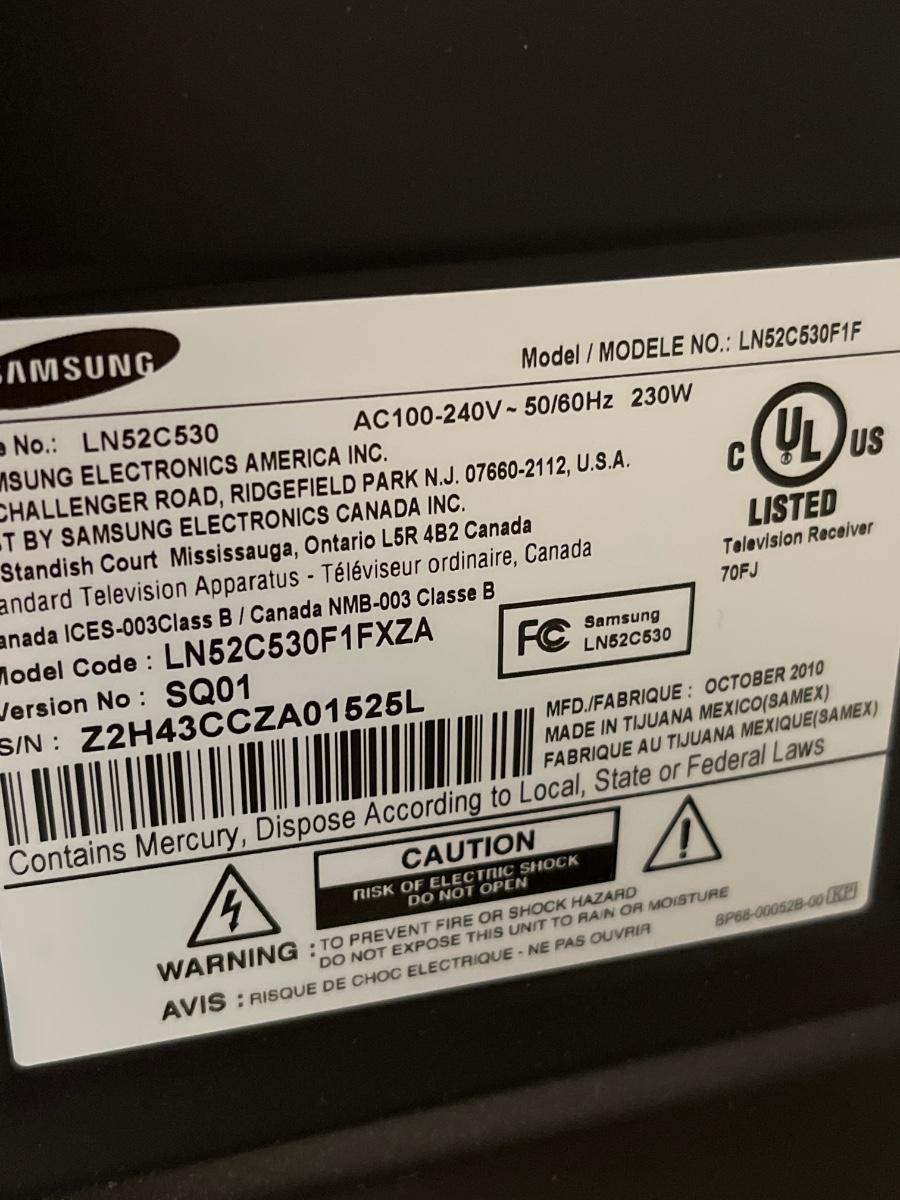 SAMSUNG
Model / MODELE NO.: LN52C530F1F
No.: LN52C530
AC100-240V~ 50/60Hz 230W
ELECTRONICS AMERICA INC.
CHALLENGER ROAD, RIDGEFIELD PARK N.J. 07660-2112, U.S.A.
BY SAMSUNG ELECTRONICS CANADA INC.
Standish Court Mississauga, Ontario L5R 4B2 Canada
Television Apparatus - Téléviseur ordinaire, Canada
ICES-003Class B / Canada NMB-003 Classe B
C UL ® US
LISTED
Television Receiver
70FJ
Model Code : LN52C530F1FXZA
Version No : SQ01
S/N : Z2H43CCZA01525L
FC Samsung
LN52C530
MFD./FABRIQUE : OCTOBER 2010
MADE IN TIJUANA MEXICO(SAMEX)
FABRIQUE AU TIJUANA MEXIQUE(SAMEX)
Contains Mercury, Dispose According to Local, State or Federal Laws
CAUTION
RISK OF ELECTRIC SHOCK
DO NOT OPEN
!
WARNING : TO PREVENT FIRE OR SHOCK HAZARD
DO NOT EXPOSE THIS UNIT TO RAIN OR MOISTURE
AVIS : RISQUE DE CHOC ELECTRIQUE - NE PAS OUVRIR
BP68-00052B-00 KP